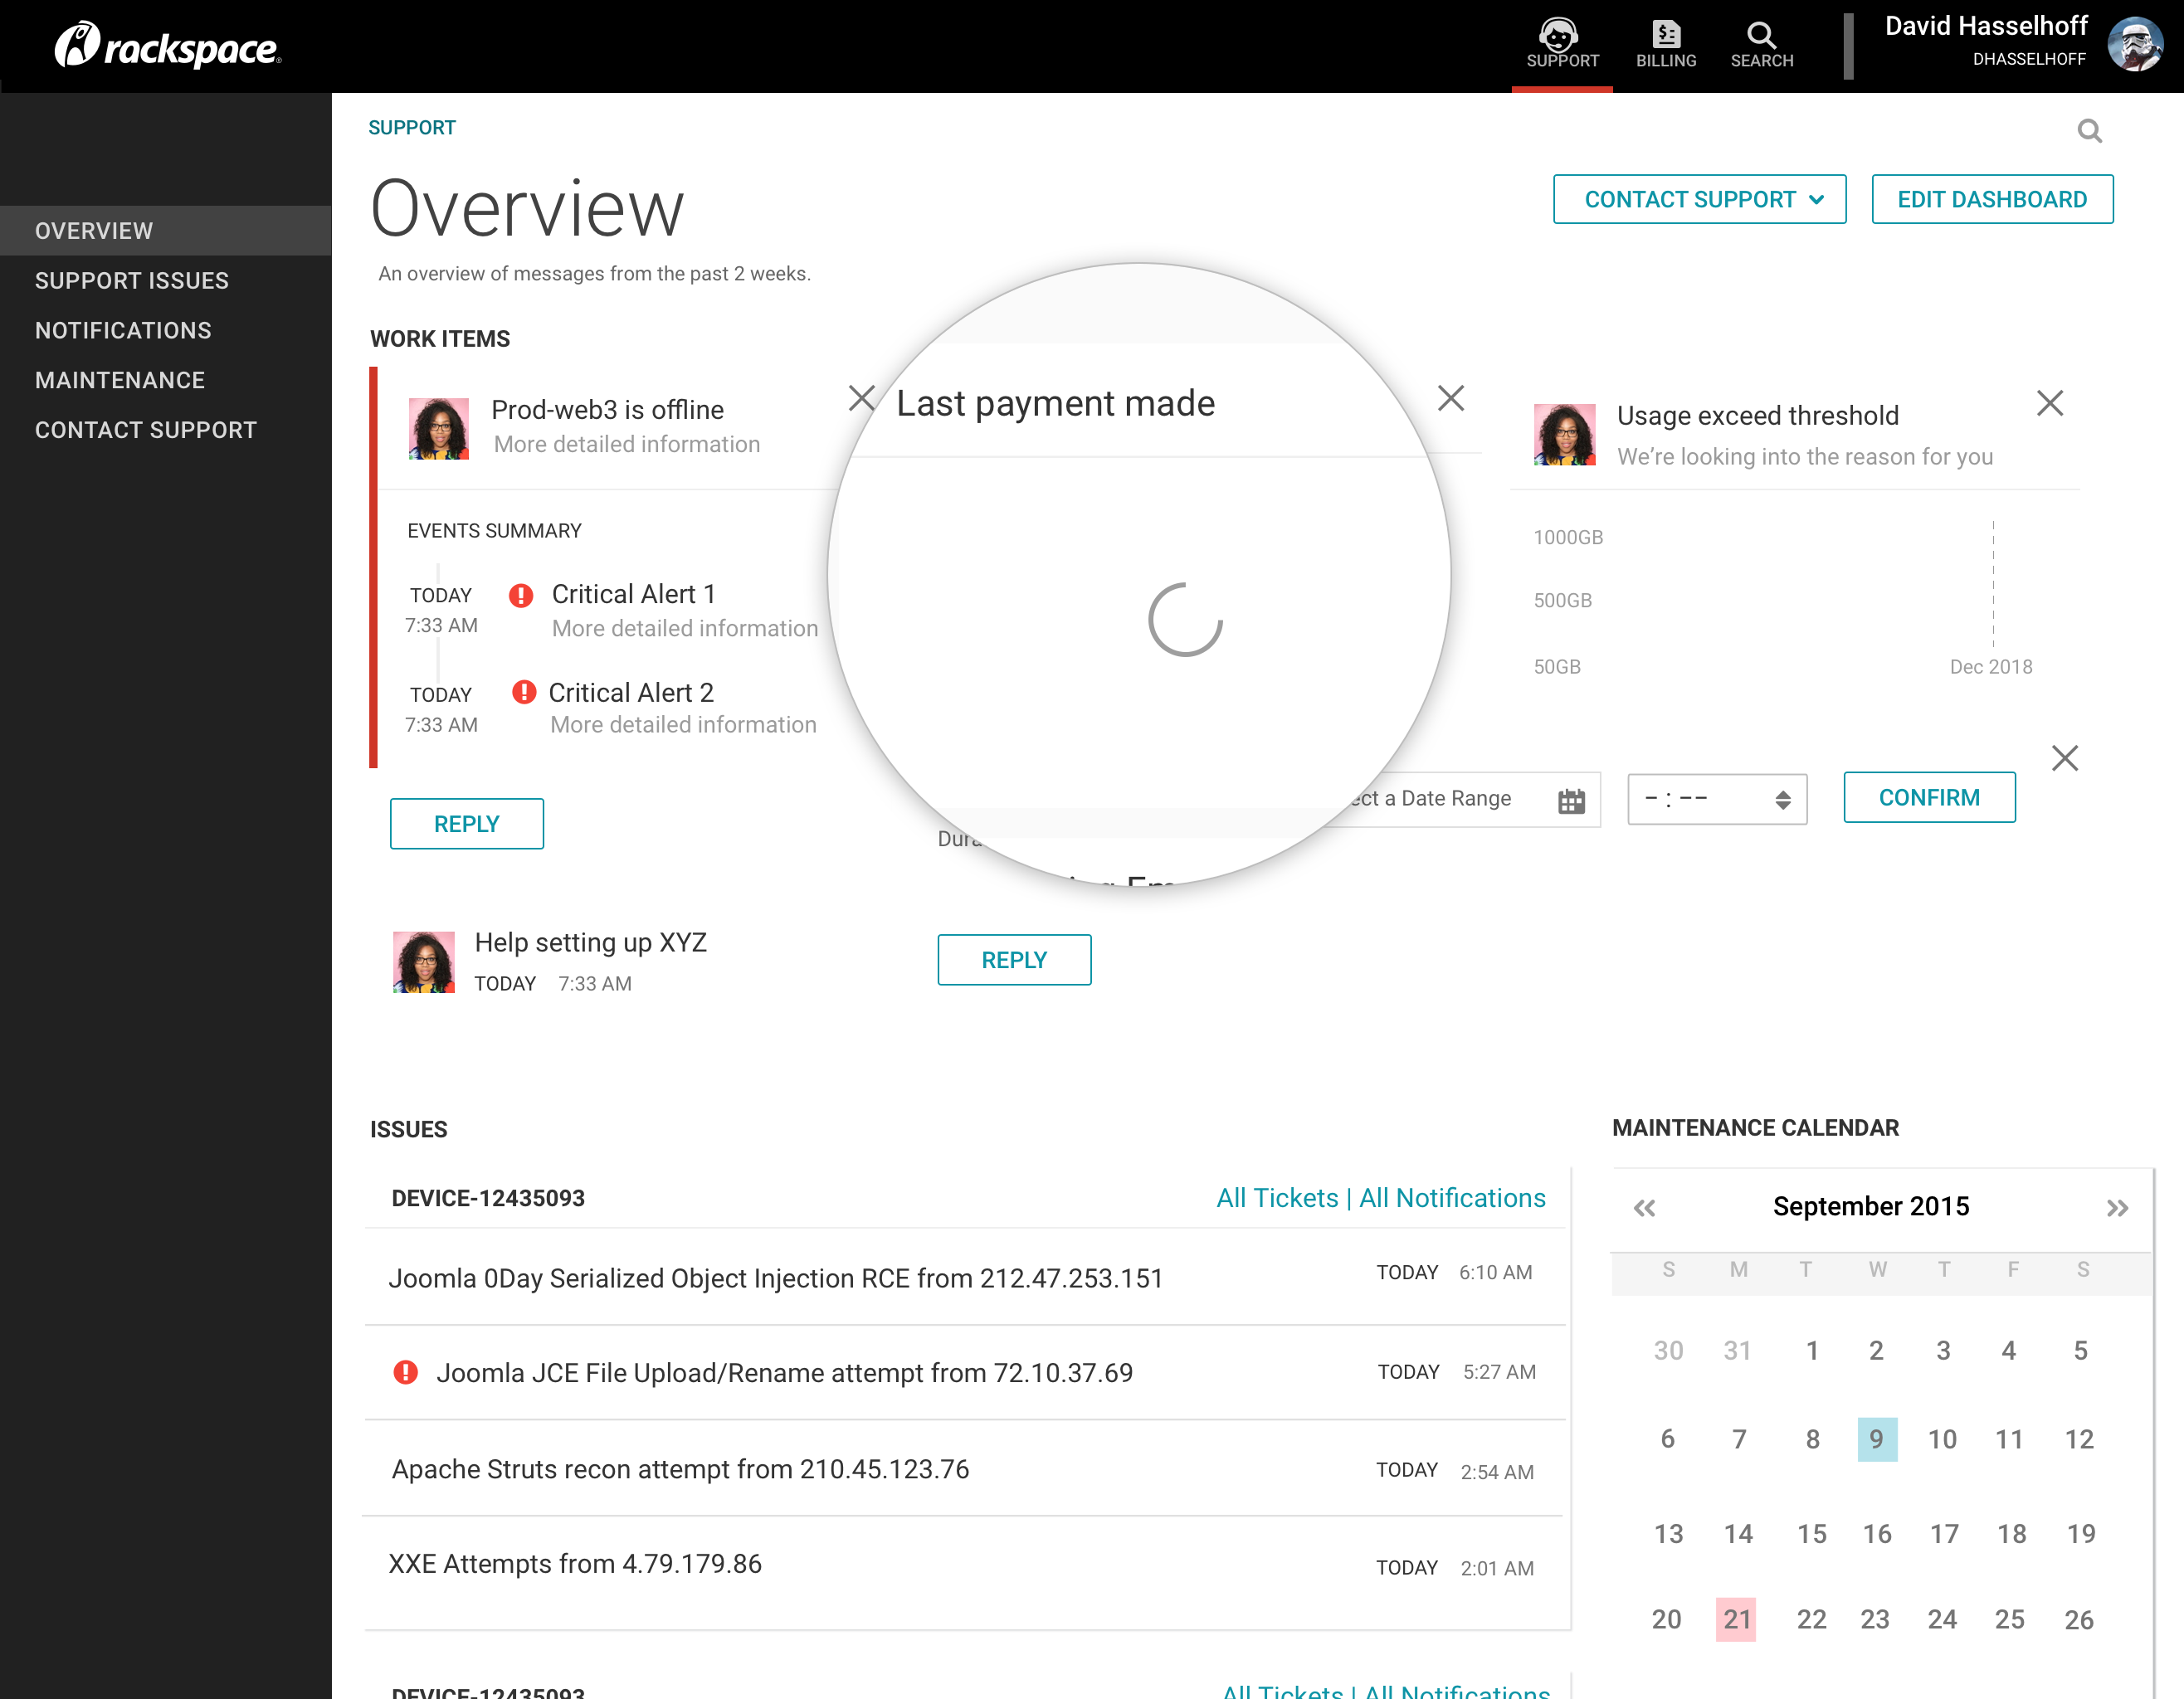 rackspace
SUPPORT
BILLING
SEARCH
David Hasselhoff
DHASSELHOFF
OVERVIEW
SUPPORT ISSUES
NOTIFICATIONS
MAINTENANCE
CONTACT SUPPORT
SUPPORT
Overview
CONTACT SUPPORT
EDIT DASHBOARD
An overview of messages from the past 2 weeks.
WORK ITEMS
Prod-web3 is offline
More detailed information
EVENTS SUMMARY
TODAY
7:33 AM
Critical Alert 1
More detailed information
TODAY
7:33 AM
Critical Alert 2
More detailed information
REPLY
Last payment made
Usage exceed threshold
We're looking into the reason for you
1000GB
500GB
50GB
Dec 2018
a Date Range
– : ––
CONFIRM
Help setting up XYZ
TODAY 7:33 AM
REPLY
ISSUES
DEVICE-12435093
All Tickets | All Notifications
Joomla 0Day Serialized Object Injection RCE from 212.47.253.151 TODAY 6:10 AM
Joomla JCE File Upload/Rename attempt from 72.10.37.69 TODAY 5:27 AM
Apache Struts recon attempt from 210.45.123.76 TODAY 2:54 AM
XXE Attempts from 4.79.179.86 TODAY 2:01 AM
DEVICE-12435093
All Tickets | All Notifications
MAINTENANCE CALENDAR
September 2015
S M T W T F S
30 31 1 2 3 4 5
6 7 8 9 10 11 12
13 14 15 16 17 18 19
20 21 22 23 24 25 26